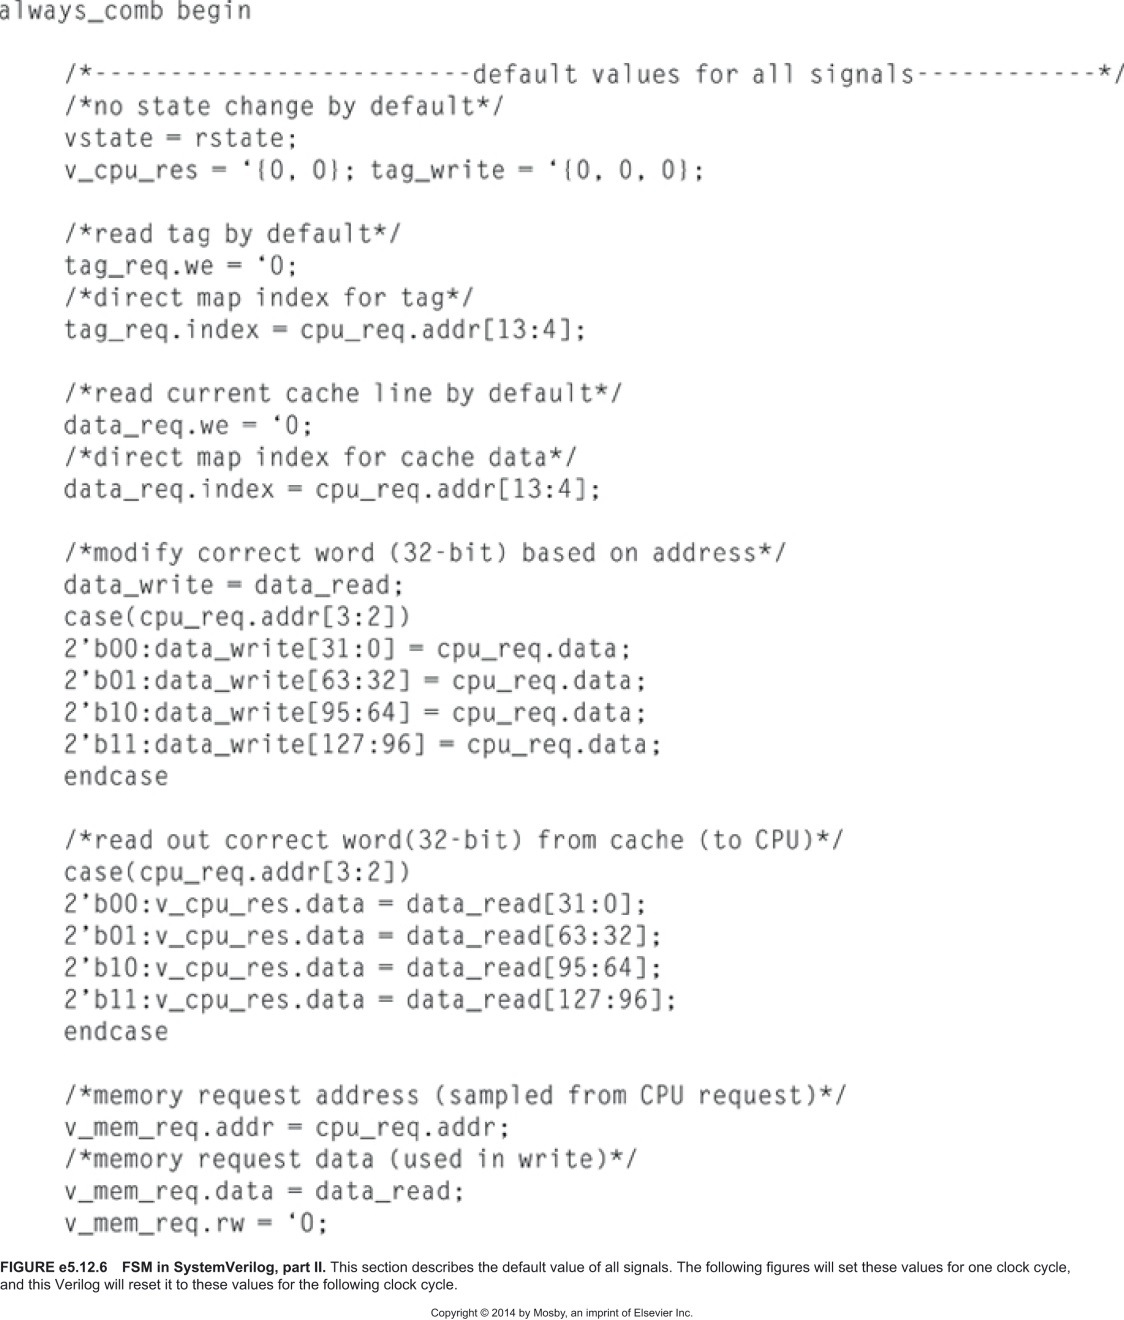 always_comb begin
/*-------------------------default values for all signals------------*/
/*no state change by default*/
vstate = rstate;
v_cpu_res = ‘{0, 0}; tag_write = ‘{0, 0, 0};
/*read tag by default*/
tag_req.we = ‘0;
/*direct map index for tag*/
tag_req.index = cpu_req.addr[13:4];
/*read current cache line by default*/
data_req.we = ‘0;
/*direct map index for cache data*/
data_req.index = cpu_req.addr[13:4];
/*modify correct word (32-bit) based on address*/
data_write = data_read;
case(cpu_req.addr[3:2])
2’b00:data_write[31:0] = cpu_req.data;
2’b01:data_write[63:32] = cpu_req.data;
2’b10:data_write[95:64] = cpu_req.data;
2’b11:data_write[127:96] = cpu_req.data;
endcase
/*read out correct word(32-bit) from cache (to CPU)*/
case(cpu_req.addr[3:2])
2’b00:v_cpu_res.data = data_read[31:0];
2’b01:v_cpu_res.data = data_read[63:32];
2’b10:v_cpu_res.data = data_read[95:64];
2’b11:v_cpu_res.data = data_read[127:96];
endcase
/*memory request address (sampled from CPU request)*/
v_mem_req.addr = cpu_req.addr;
/*memory request data (used in write)*/
v_mem_req.data = data_read;
v_mem_req.rw = ‘0;
FIGURE e5.12.6 FSM in SystemVerilog, part II. This section describes the default value of all signals. The following figures will set these values for one clock cycle,
and this Verilog will reset it to these values for the following clock cycle.
Copyright © 2014 by Mosby, an imprint of Elsevier Inc.